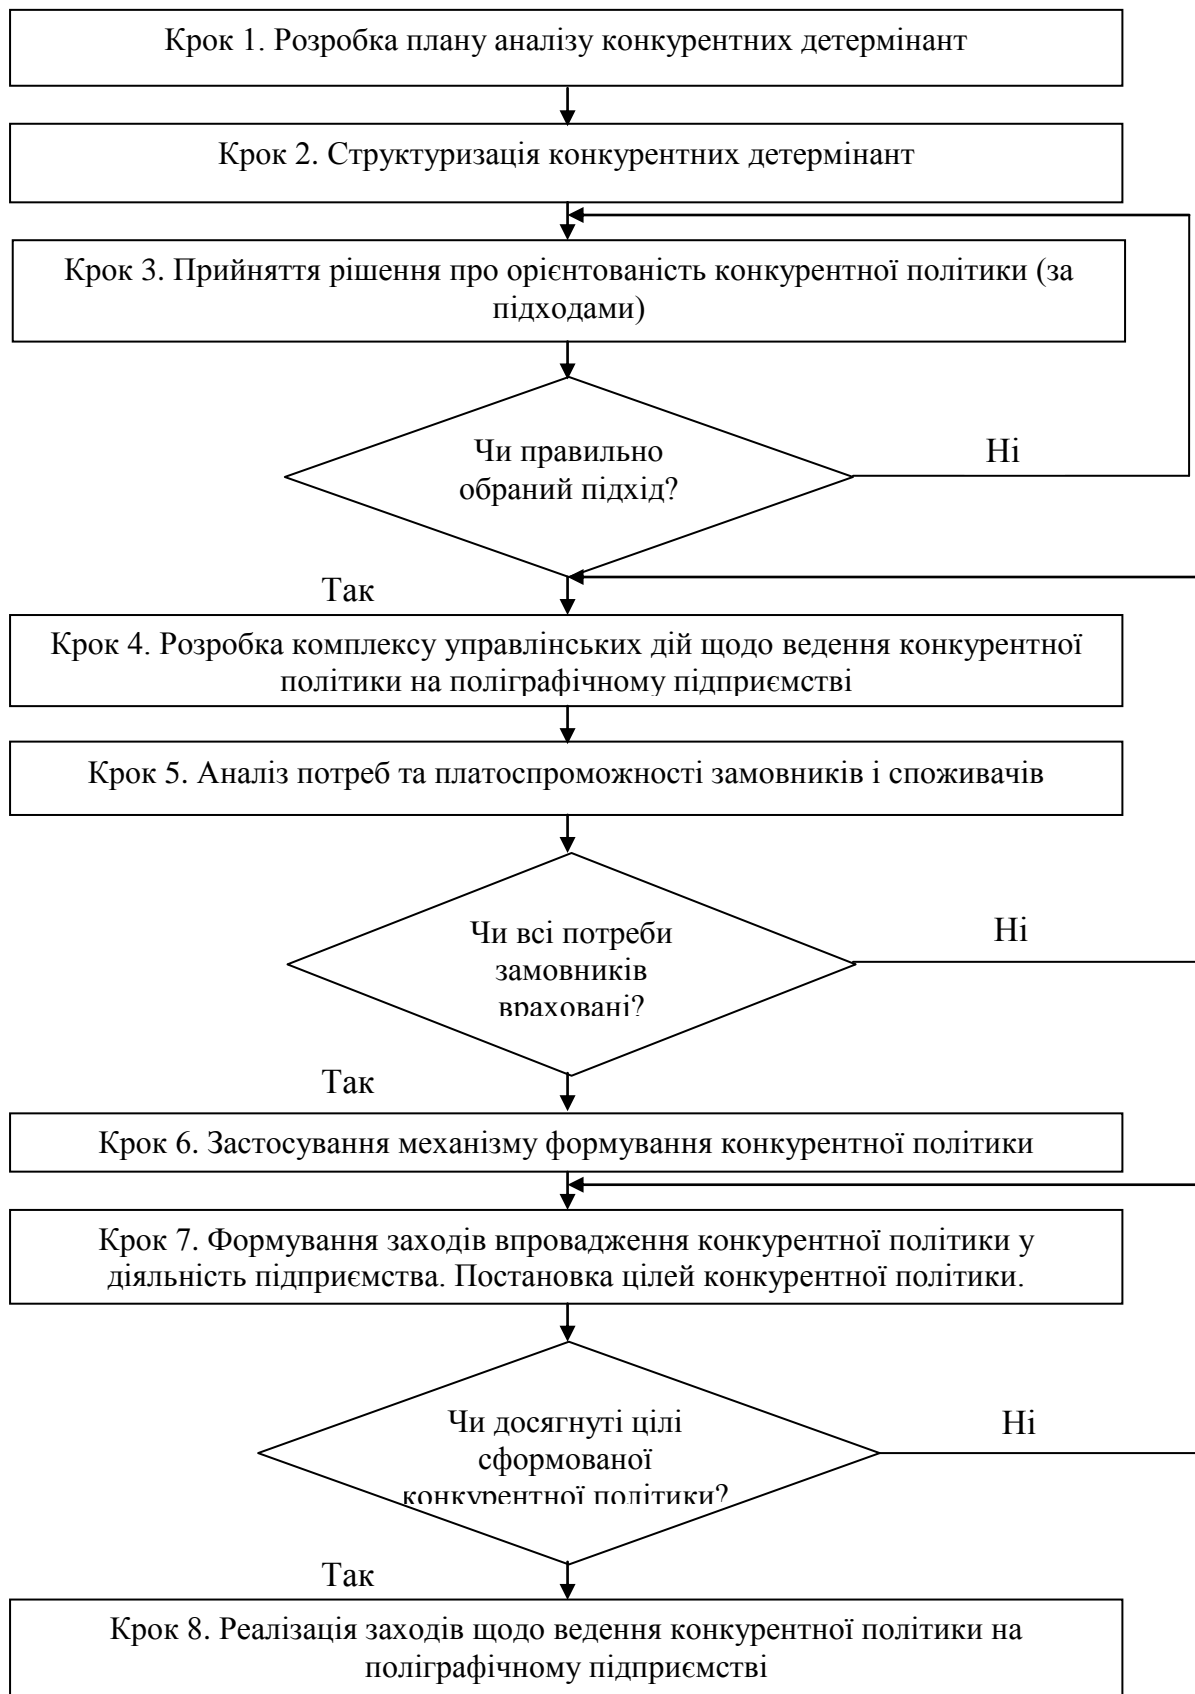 Крок 1. Розробка плану аналізу конкурентних детермінант
Крок 2. Структуризація конкурентних детермінант
Крок 3. Прийняття рішення про орієнтованість конкурентної політики (за
підходами)
Чи правильно
обраний підхід?
Ні
Так
Крок 4. Розробка комплексу управлінських дій щодо ведення конкурентної
політики на поліграфічному підприємстві
Крок 5. Аналіз потреб та платоспроможності замовників і споживачів
Чи всі потреби
замовників
враховані?
Ні
Так
Крок 6. Застосування механізму формування конкурентної політики
Крок 7. Формування заходів впровадження конкурентної політики у
діяльність підприємства. Постановка цілей конкурентної політики.
Чи досягнуті цілі
сформованої
конкурентної політики?
Ні
Так
Крок 8. Реалізація заходів щодо ведення конкурентної політики на
поліграфічному підприємстві